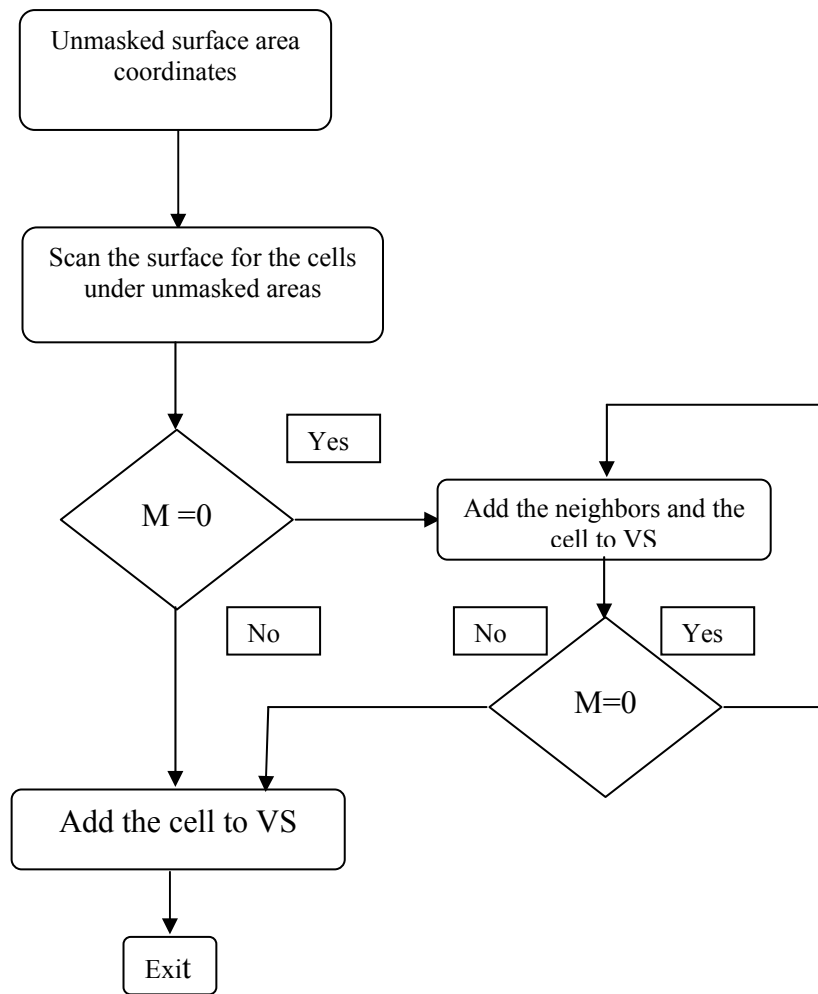 Unmasked surface area
coordinates
Scan the surface for the cells
under unmasked areas
Yes
M =0
Add the neighbors and the
cell to VS
No
No
Yes
M=0
Add the cell to VS
Exit